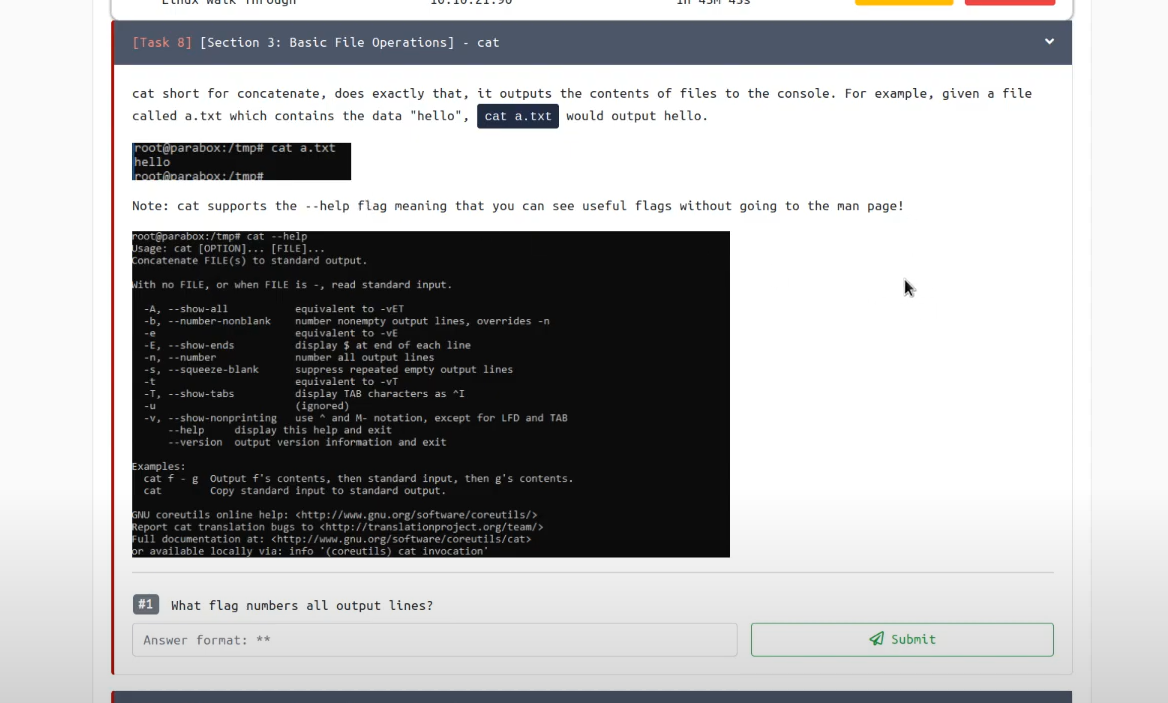 Linux Walk Through 10.10.21.90 1h 45m 45s
[Task 8] [Section 3: Basic File Operations] - cat
cat short for concatenate, does exactly that, it outputs the contents of files to the console. For example, given a file
called a.txt which contains the data "hello", cat a.txt would output hello.
root@parabox:/tmp# cat a.txt
hello
root@parabox:/tmp#
Note: cat supports the --help flag meaning that you can see useful flags without going to the man page!
root@parabox:/tmp# cat --help
Usage: cat [OPTION]... [FILE]...
Concatenate FILE(s) to standard output.
With no FILE, or when FILE is -, read standard input.
-A, --show-all equivalent to -vET
-b, --number-nonblank number nonempty output lines, overrides -n
-e equivalent to -vE
-E, --show-ends display $ at end of each line
-n, --number number all output lines
-s, --squeeze-blank suppress repeated empty output lines
-t equivalent to -vT
-T, --show-tabs display TAB characters as ^I
-u (ignored)
-v, --show-nonprinting use ^ and M- notation, except for LFD and TAB
--help display this help and exit
--version output version information and exit
Examples:
cat f - g Output f's contents, then standard input, then g's contents.
cat Copy standard input to standard output.
GNU coreutils online help: <http://www.gnu.org/software/coreutils/>
Report cat translation bugs to <http://translationproject.org/team/>
Full documentation at: <http://www.gnu.org/software/coreutils/cat>
or available locally via: info '(coreutils) cat invocation'
#1 What flag numbers all output lines?
Answer format: **
Submit